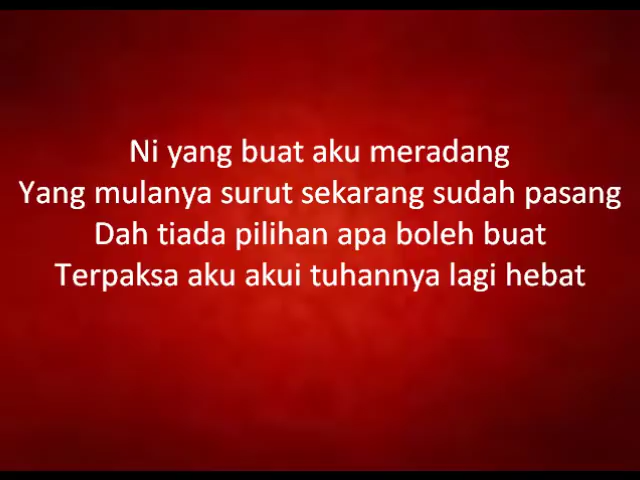 Ni yang buat aku meradang
Yang mulanya surut sekarang sudah pasang
Dah tiada pilihan apa boleh buat
Terpaksa aku akui tuhannya lagi hebat